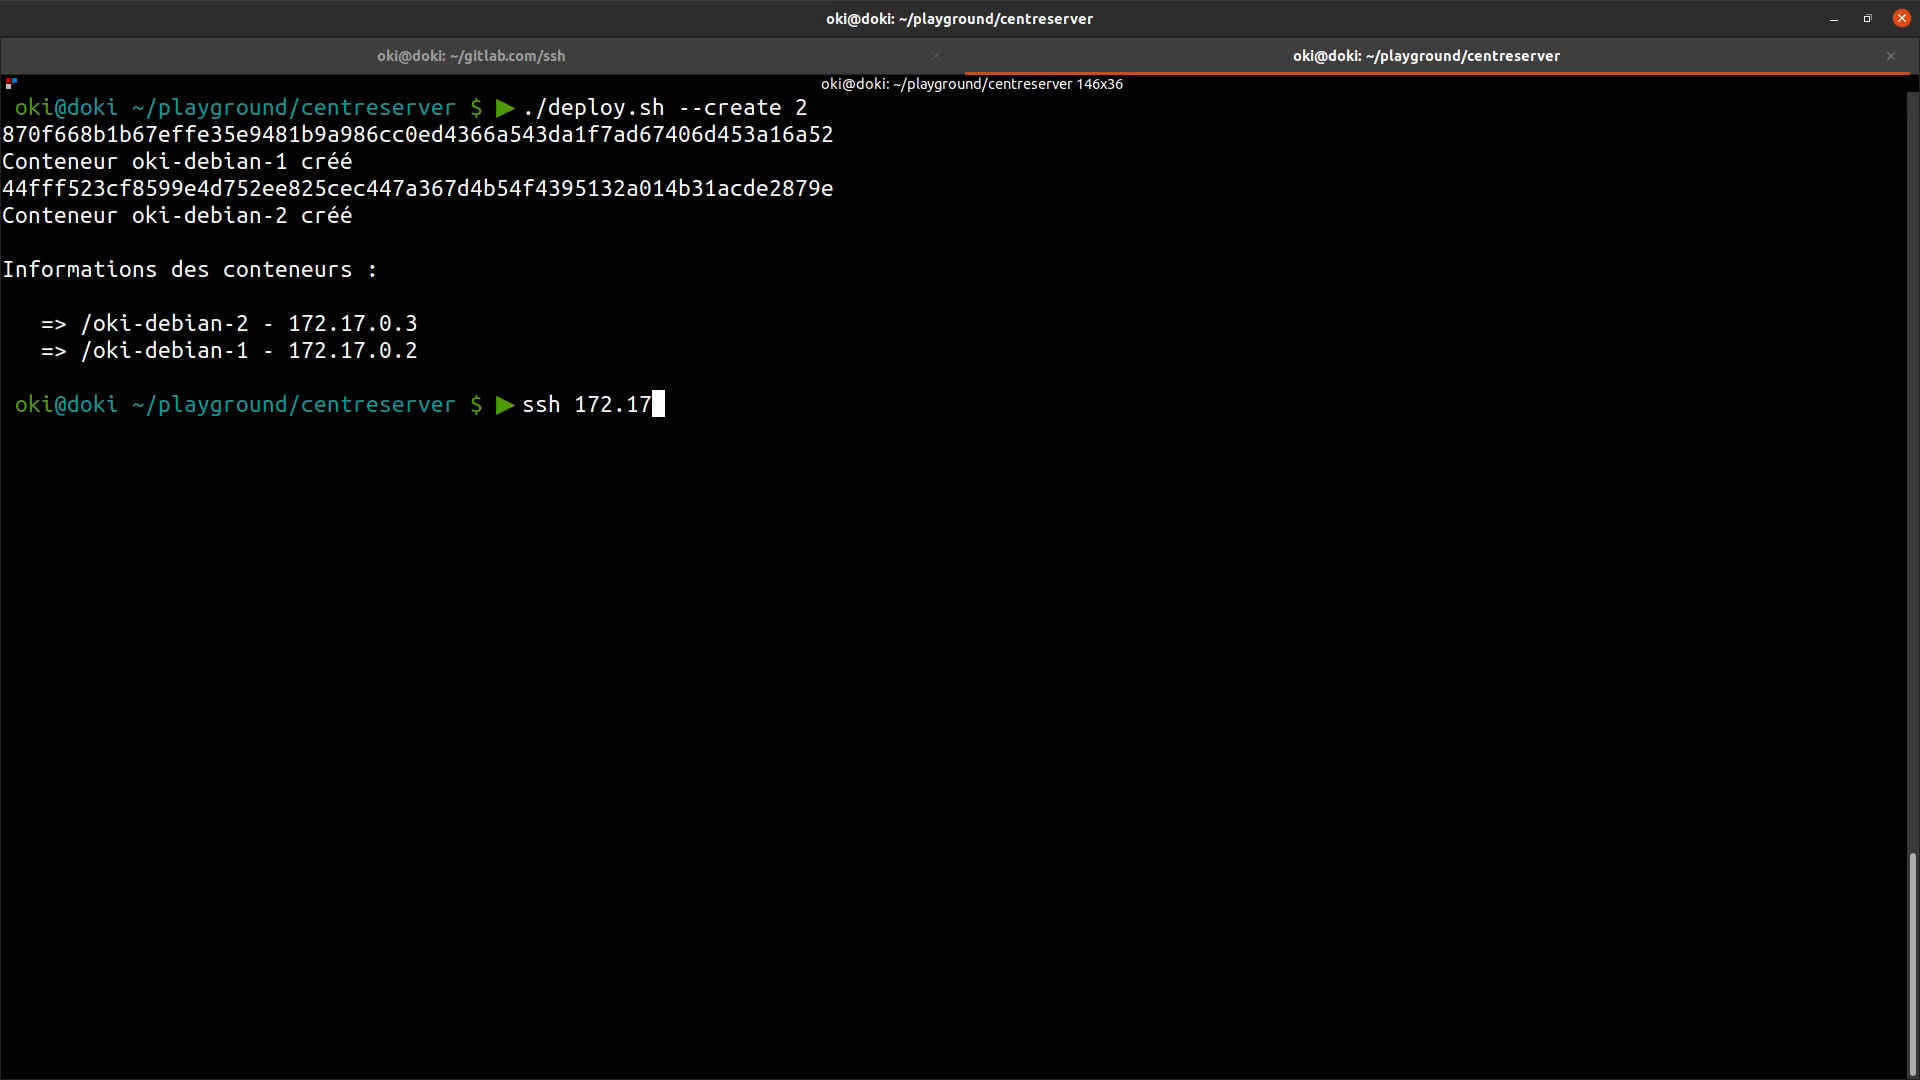 oki@doki: ~/playground/centreserver
oki@doki: ~/gitlab.com/ssh
oki@doki: ~/playground/centreserver
oki@doki: ~/playground/centreserver 146x36
oki@doki ~/playground/centreserver $ ▶./deploy.sh --create 2
870f668b1b67effe35e9481b9a986cc0ed4366a543da1f7ad67406d453a16a52
Conteneur oki-debian-1 créé
44fff523cf8599e4d752ee825cec447a367d4b54f4395132a014b31acde2879e
Conteneur oki-debian-2 créé
Informations des conteneurs :
=> /oki-debian-2 - 172.17.0.3
=> /oki-debian-1 - 172.17.0.2
oki@doki ~/playground/centreserver $ ▶ssh 172.17